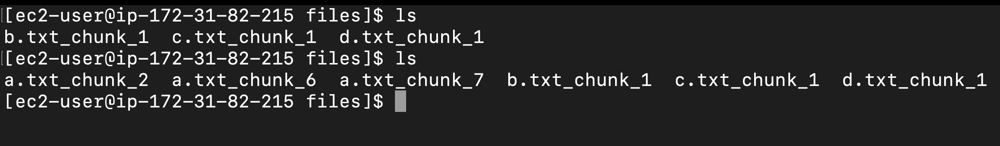 [ec2-user@ip-172-31-82-215 files]$ ls
b.txt_chunk_1  c.txt_chunk_1  d.txt_chunk_1
[ec2-user@ip-172-31-82-215 files]$ ls
a.txt_chunk_2  a.txt_chunk_6  a.txt_chunk_7  b.txt_chunk_1  c.txt_chunk_1  d.txt_chunk_1
[ec2-user@ip-172-31-82-215 files]$